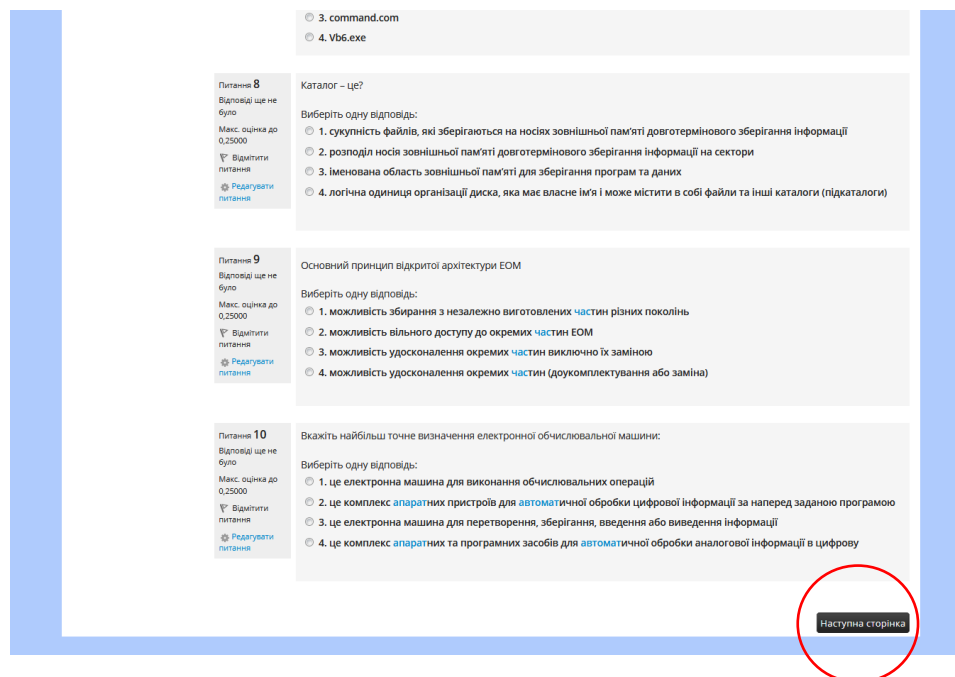 3. command.com
4. Vb6.exe
Питання 8
Відповіді ще не
було
Макс. оцінка до
0,25000
Відмітити
питання
Редагувати
питання
Каталог – це?
Виберіть одну відповідь:
1. сукупність файлів, які зберігаються на носіях зовнішньої пам’яті довготермінового зберігання інформації
2. розподіл носія зовнішньої пам’яті довготермінового зберігання інформації на сектори
3. іменована область зовнішньої пам’яті для зберігання програм та даних
4. логічна одиниця організації диска, яка має власне ім’я і може містити в собі файли та інші каталоги (підкаталоги)
Питання 9
Відповіді ще не
було
Макс. оцінка до
0,25000
Відмітити
питання
Редагувати
питання
Основний принцип відкритої архітектури ЕОМ
Виберіть одну відповідь:
1. можливість збирання з незалежно виготовлених частин різних поколінь
2. можливість вільного доступу до окремих частин ЕОМ
3. можливість удосконалення окремих частин виключно їх заміною
4. можливість удосконалення окремих частин (доукомплектування або заміна)
Питання 10
Відповіді ще не
було
Макс. оцінка до
0,25000
Відмітити
питання
Редагувати
питання
Вкажіть найбільш точне визначення електронної обчислювальної машини:
Виберіть одну відповідь:
1. це електронна машина для виконання обчислювальних операцій
2. це комплекс апаратних пристроїв для автоматичної обробки цифрової інформації за наперед заданою програмою
3. це електронна машина для перетворення, зберігання, введення або виведення інформації
4. це комплекс апаратних та програмних засобів для автоматичної обробки аналогової інформації в цифрову
Наступна сторінка